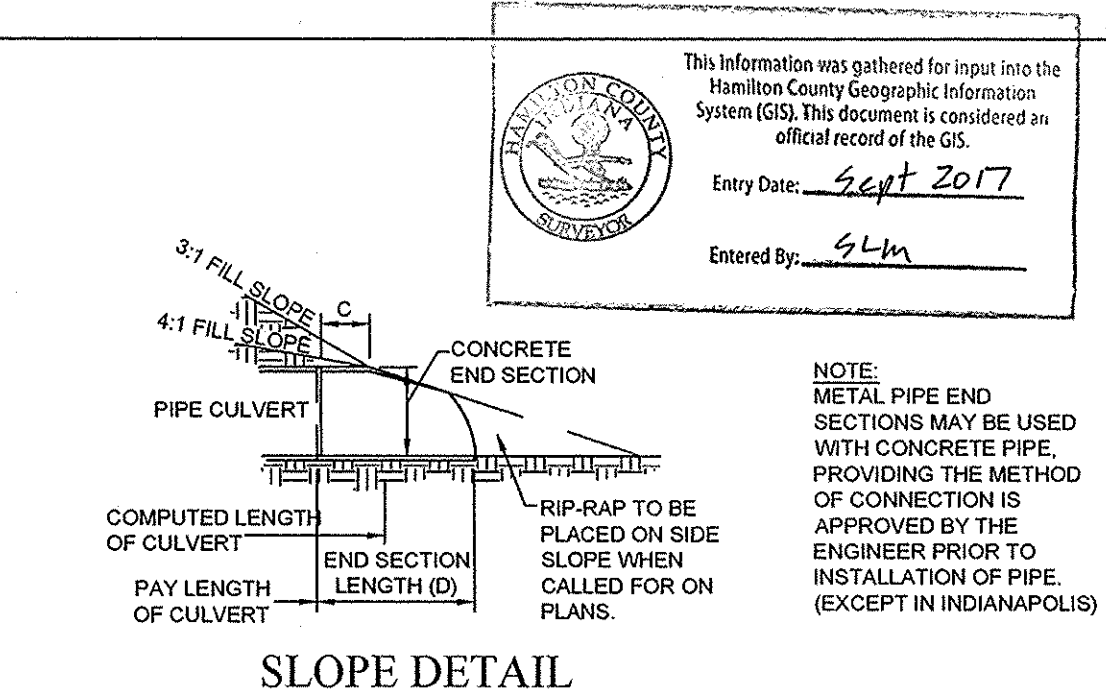 This Information was gathered for input into the
Hamilton County Geographic Information
System (GIS). This document is considered an
official record of the GIS.
Entry Date: Sept 2017
Entered By: SLM
HAMILTON COUNTY
INDIANA
SURVEYOR
3:1 FILL SLOPE
4:1 FILL SLOPE
C
CONCRETE
END SECTION
PIPE CULVERT
COMPUTED LENGTH
OF CULVERT
PAY LENGTH
OF CULVERT
END SECTION
LENGTH (D)
RIP-RAP TO BE
PLACED ON SIDE
SLOPE WHEN
CALLED FOR ON
PLANS.
NOTE:
METAL PIPE END
SECTIONS MAY BE USED
WITH CONCRETE PIPE,
PROVIDING THE METHOD
OF CONNECTION IS
APPROVED BY THE
ENGINEER PRIOR TO
INSTALLATION OF PIPE.
(EXCEPT IN INDIANAPOLIS)
SLOPE DETAIL